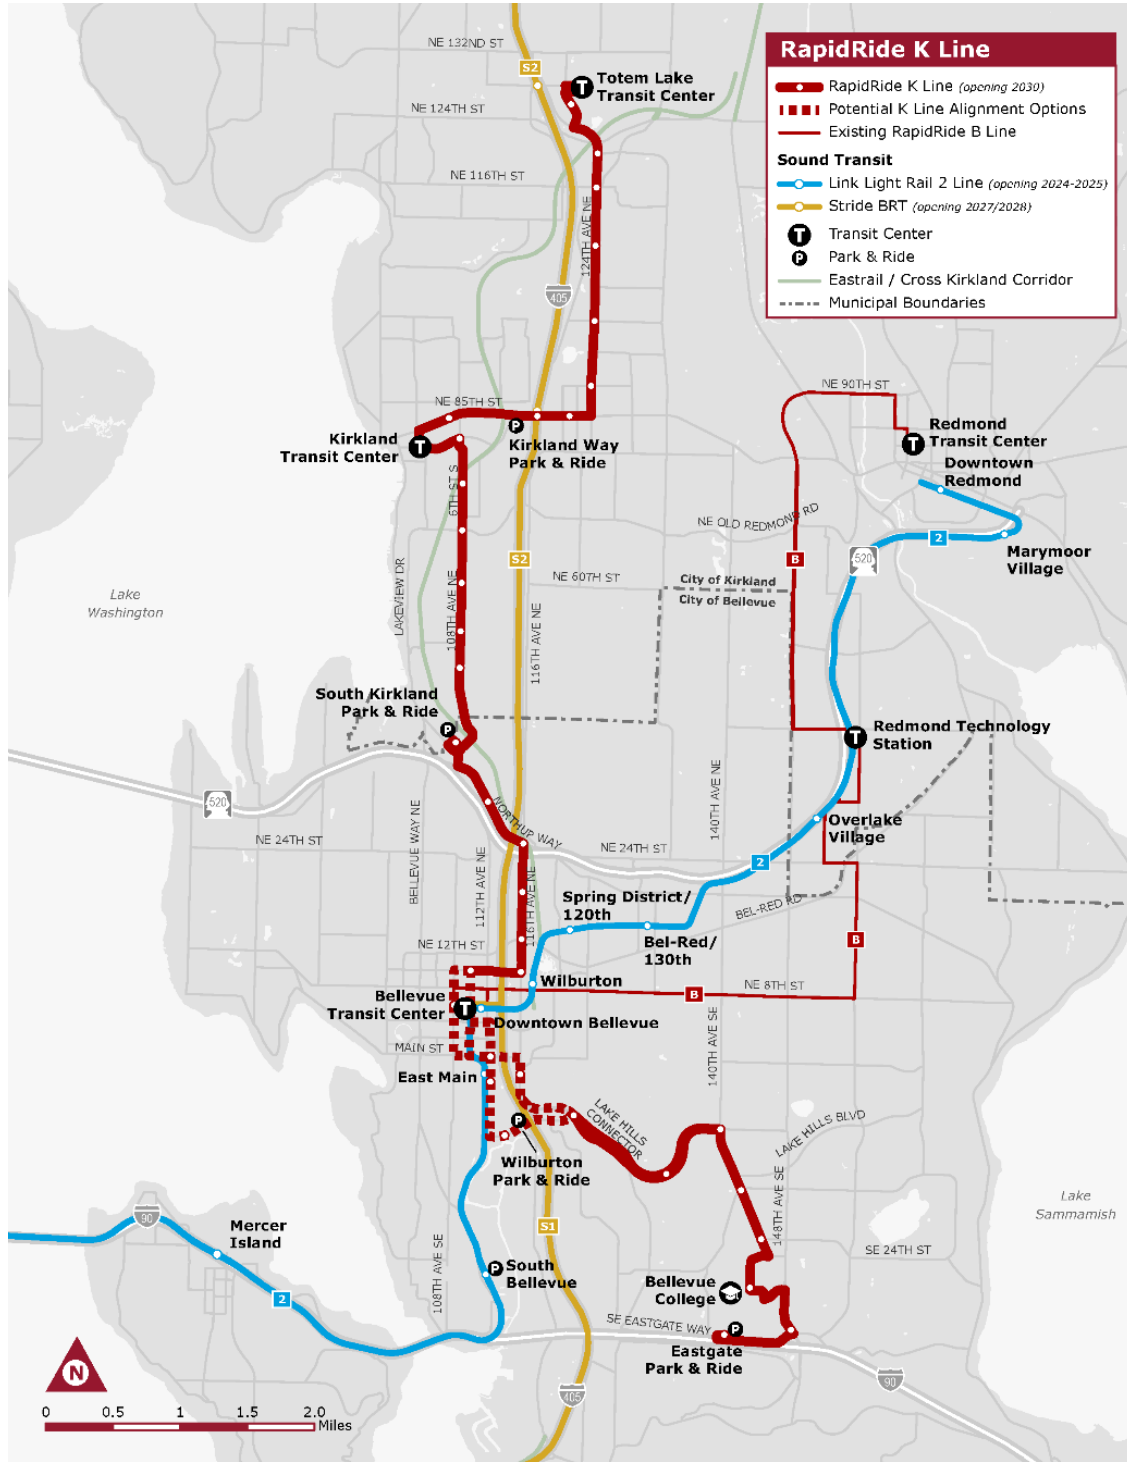 RapidRide K Line
RapidRide K Line (opening 2030)
Potential K Line Alignment Options
Existing RapidRide B Line
Sound Transit
Link Light Rail 2 Line (opening 2024-2025)
Stride BRT (opening 2027/2028)
T Transit Center
P Park & Ride
Eastrail / Cross Kirkland Corridor
Municipal Boundaries
NE 132ND ST
S2
T
Totem Lake
Transit Center
NE 124TH ST
NE 116TH ST
124TH AVE NE
405
NE 85TH ST
P
Kirkland Way
Park & Ride
Kirkland
Transit Center
T
NE 90TH ST
Redmond
Transit Center
T
Downtown
Redmond
6TH ST S
NE OLD REDMOND RD
2
520
Marymoor
Village
S2
B
NE 60TH ST
City of Kirkland
City of Bellevue
Lake
Washington
LAKEVIEW DR
108TH AVE NE
116TH AVE NE
South Kirkland
Park & Ride
P
Redmond Technology
Station
T
520
140TH AVE NE
NORTHUP WAY
Overlake
Village
NE 24TH ST
NE 24TH ST
BELLEVUE WAY NE
112TH AVE NE
116TH AVE NE
2
Spring District/
120th
BEL-RED RD
Bel-Red/
130th
B
NE 12TH ST
Wilburton
NE 8TH ST
B
Bellevue
Transit Center
T
Downtown Bellevue
MAIN ST
140TH AVE SE
East Main
LAKE HILLS
CONNECTOR
LAKE HILLS BLVD
P
Wilburton
Park & Ride
148TH AVE SE
Lake
Sammamish
90
Mercer
Island
S1
SE 24TH ST
P
South
Bellevue
108TH AVE SE
2
Bellevue
College
SE EASTGATE WAY
P
Eastgate
Park & Ride
90
405
N
0 0.5 1 1.5 2.0
Miles